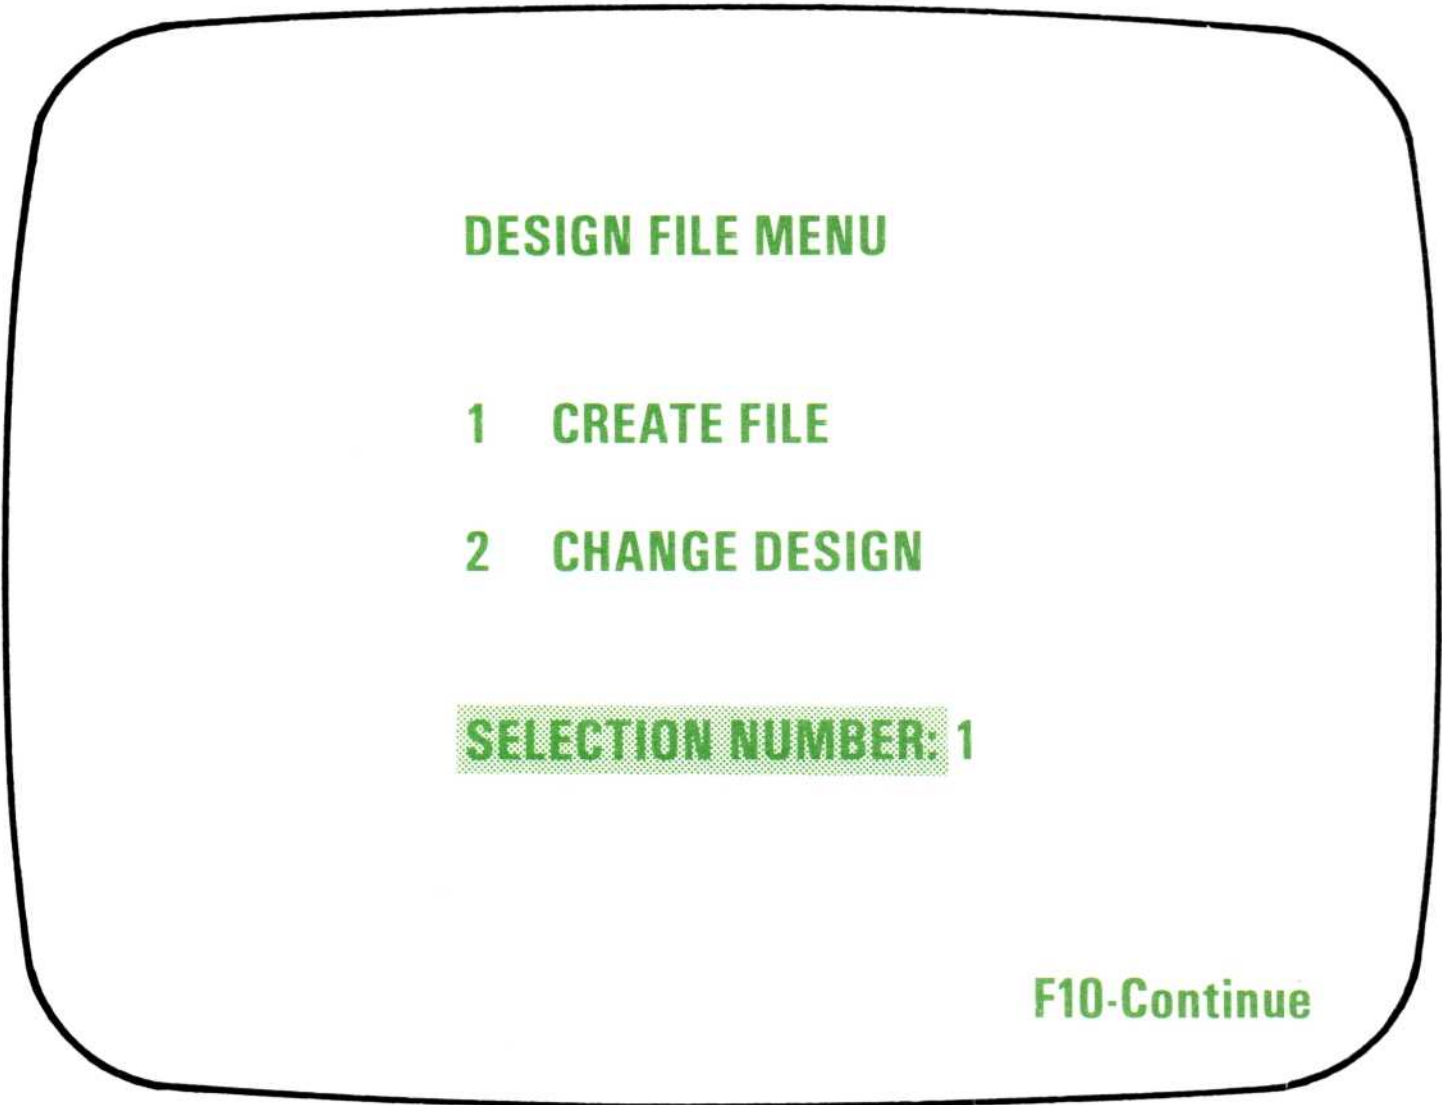 DESIGN FILE MENU
1 CREATE FILE
2 CHANGE DESIGN
SELECTION NUMBER: 1
F10-Continue